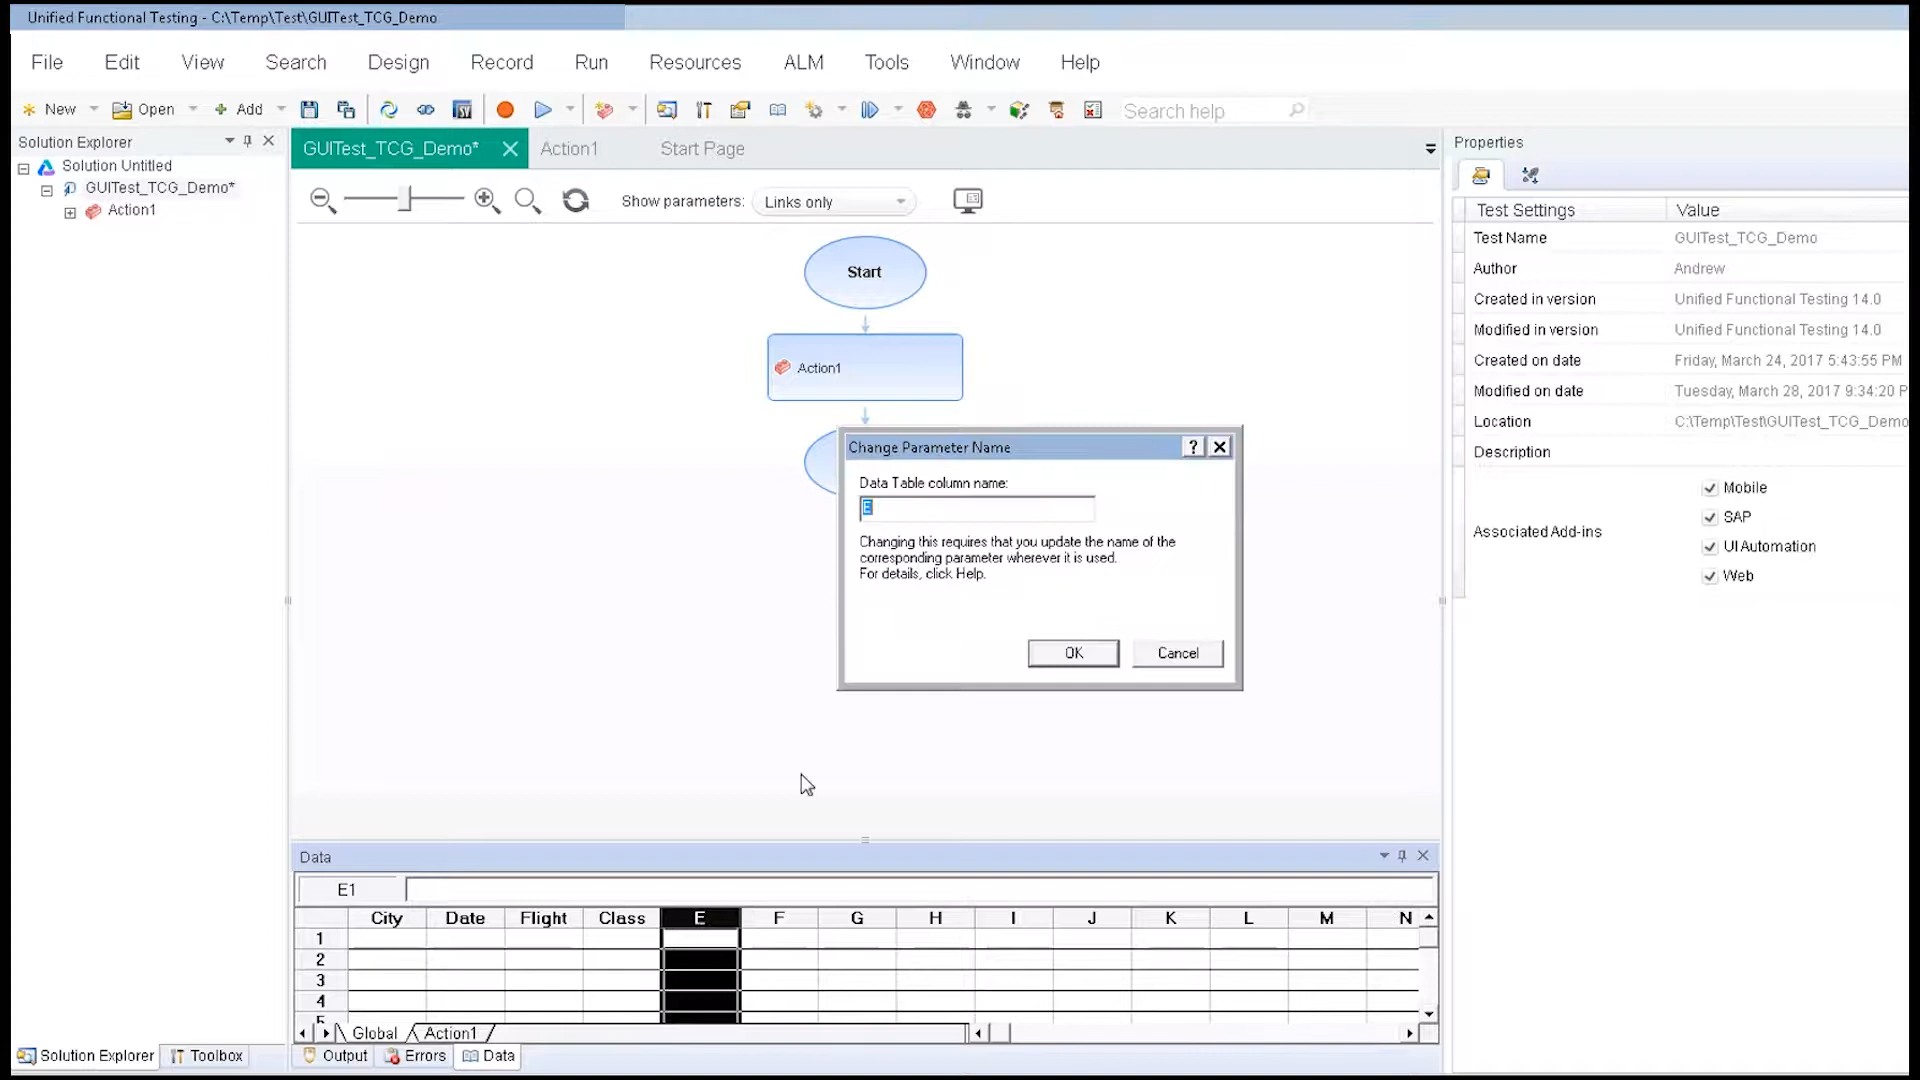 Unified Functional Testing - C:\Temp\Test\GUITest_TCG_Demo
File Edit View Search Design Record Run Resources ALM Tools Window Help
New Open Add Search help
Solution Explorer
Solution Untitled
GUITest_TCG_Demo*
Action1
GUITest_TCG_Demo* Action1 Start Page
Show parameters: Links only
Start
Action1
Change Parameter Name
Data Table column name:
E
Changing this requires that you update the name of the
corresponding parameter wherever it is used.
For details, click Help.
OK Cancel
Properties
Test Settings Value
Test Name GUITest_TCG_Demo
Author Andrew
Created in version Unified Functional Testing 14.0
Modified in version Unified Functional Testing 14.0
Created on date Friday, March 24, 2017 5:43:55 PM
Modified on date Tuesday, March 28, 2017 9:34:20 P
Location C:\Temp\Test\GUITest_TCG_Demo
Description
Associated Add-ins
Mobile
SAP
UI Automation
Web
Data
E1
City Date Flight Class E F G H I J K L M N
1
2
3
4
5
Global Action1
Solution Explorer Toolbox Output Errors Data